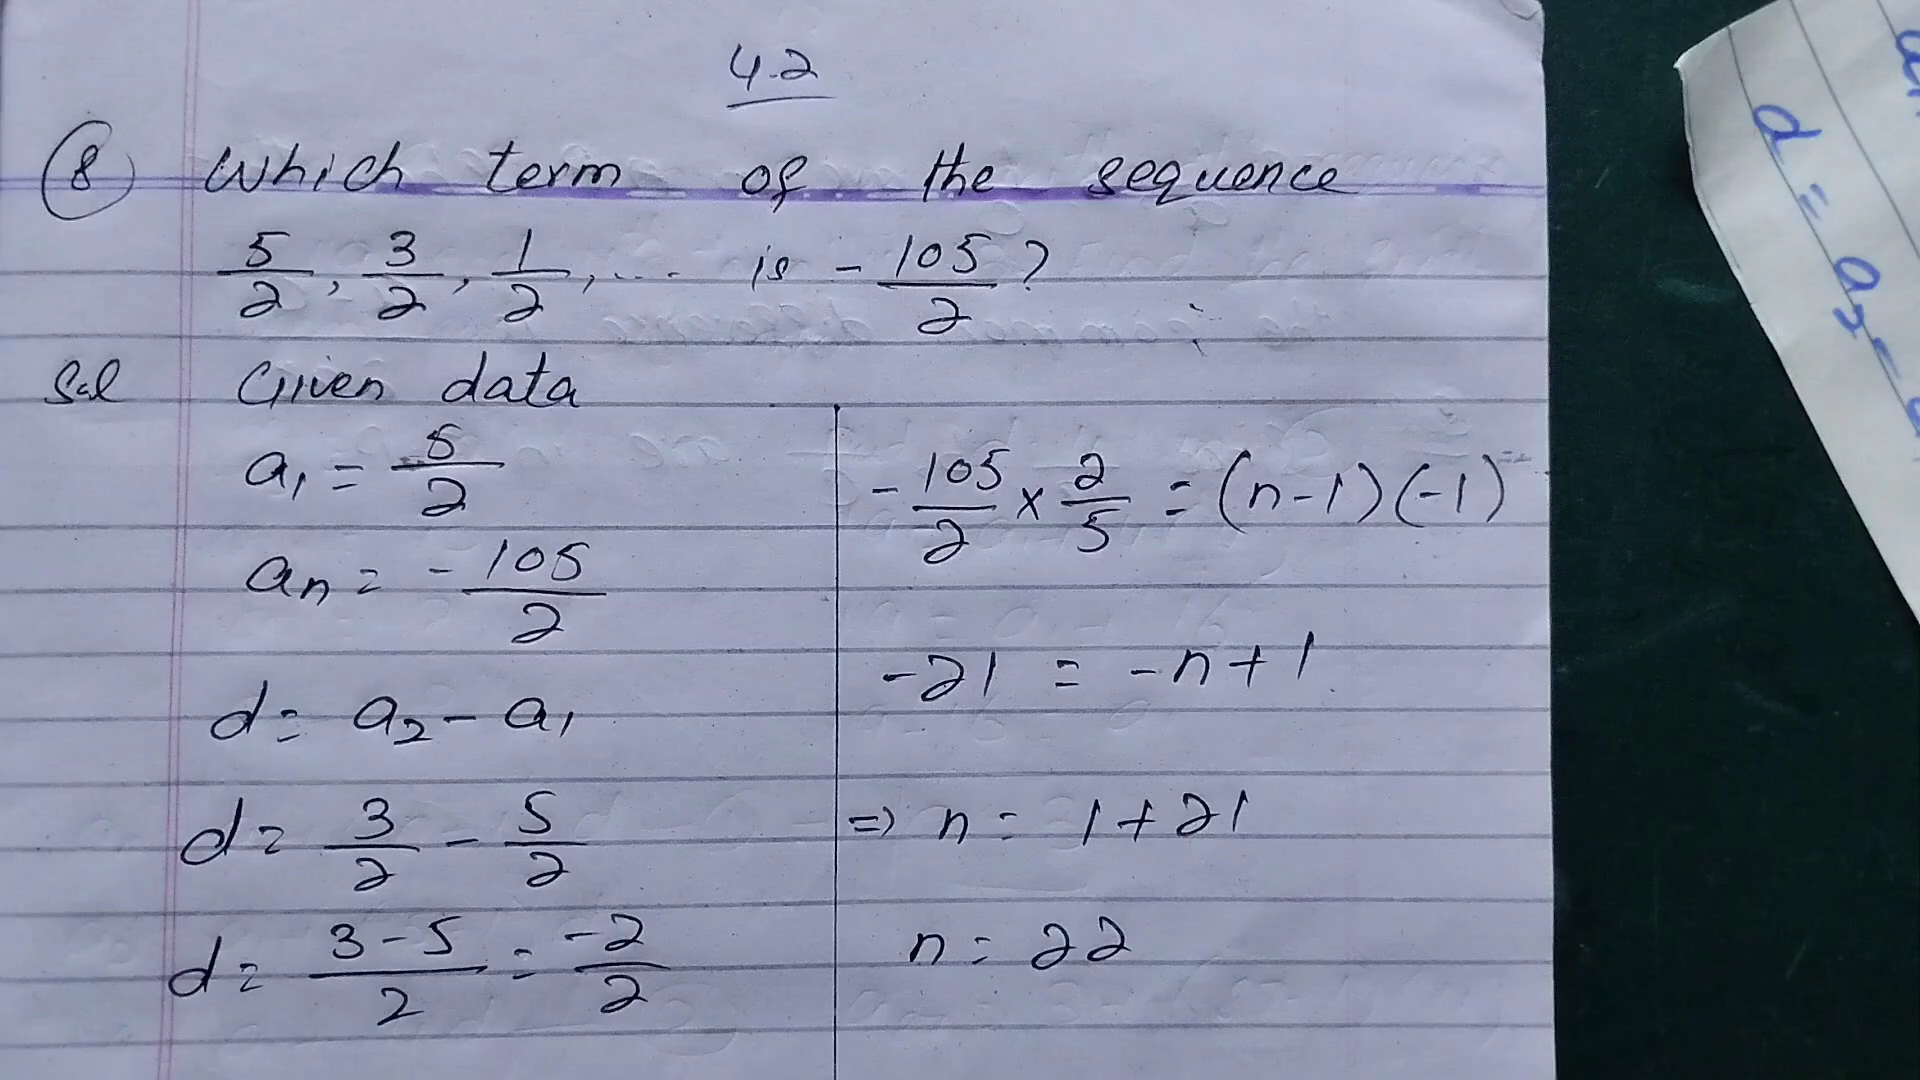 4.2
8 Which term of the sequence
5/2, 3/2, 1/2, .... is - 105/2?
Sol Given data
a₁ = 5/2
aₙ = - 105/2
d = a₂ - a₁
d = 3/2 - 5/2
d = (3-5)/2 = -2/2
- 105/2 × 2/5 = (n-1)(-1)
-21 = -n+1
=> n = 1+21
n = 22
d = a₂ -